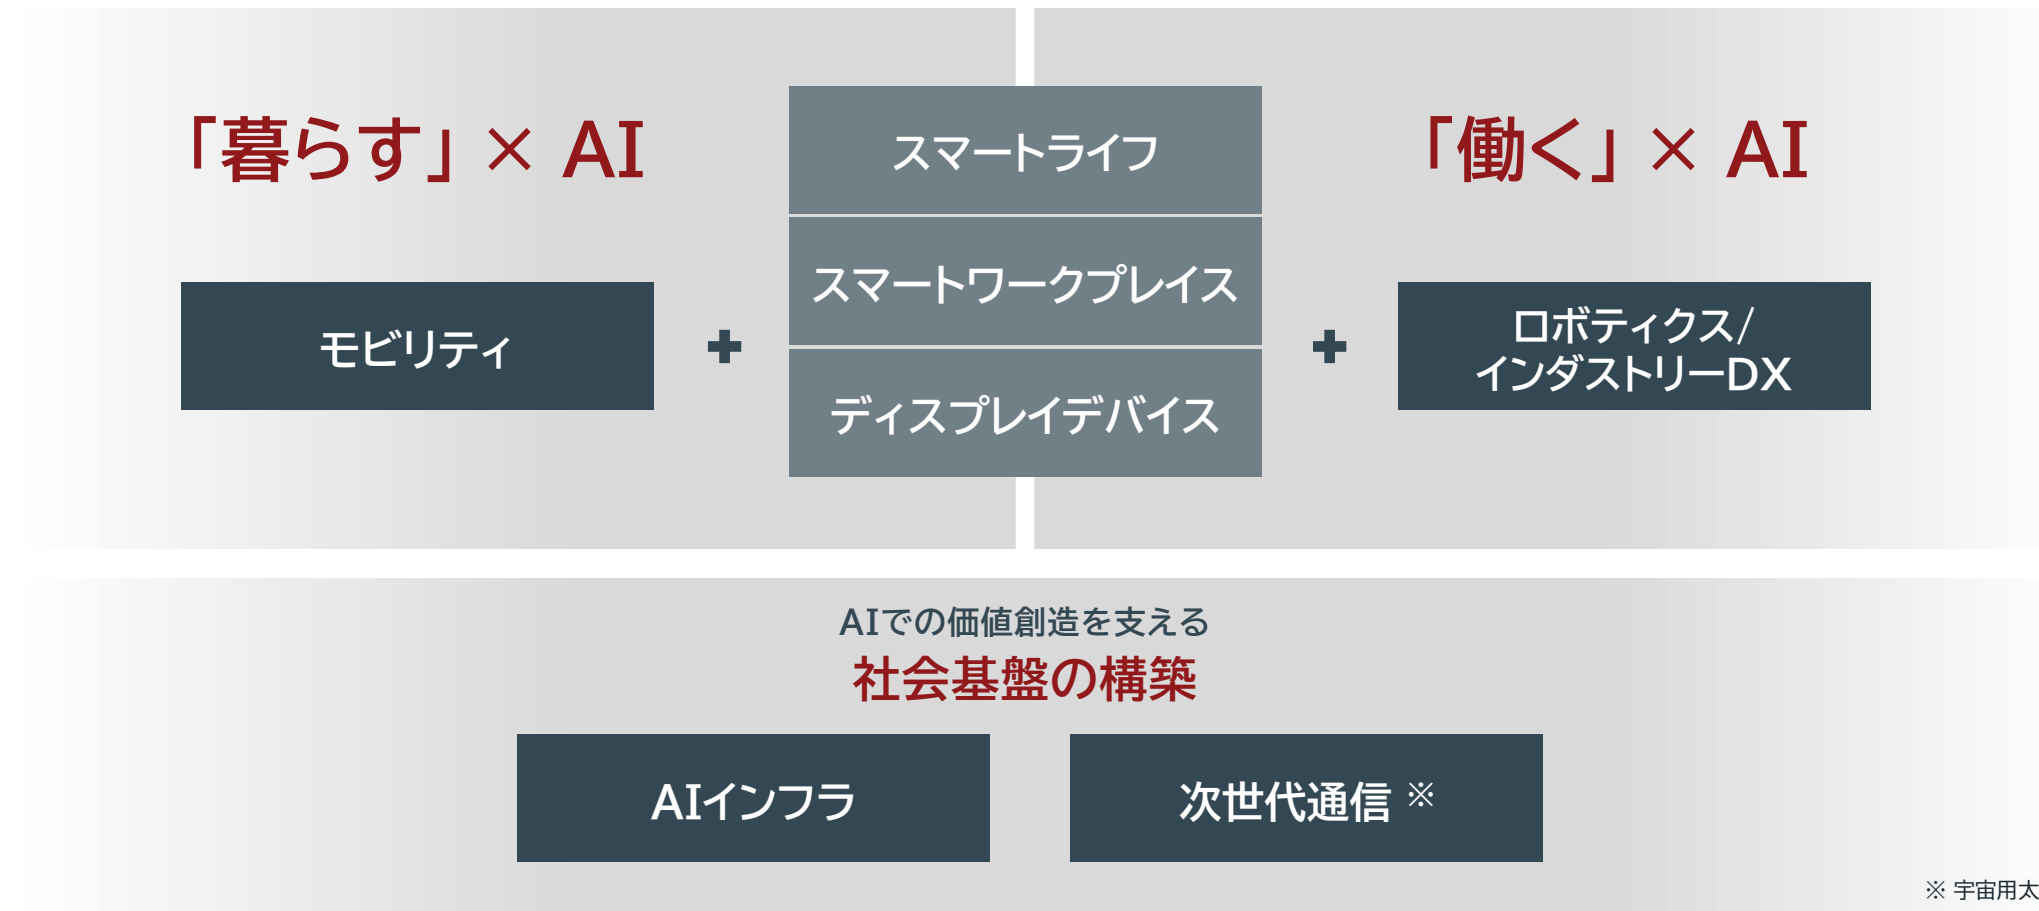 「暮らす」× AI
スマートライフ
「働く」× AI
スマートワークプレイス
モビリティ
+
+
ロボティクス/
インダストリーDX
ディスプレイデバイス
AIでの価値創造を支える
社会基盤の構築
AIインフラ
次世代通信 ※
※ 宇宙用太